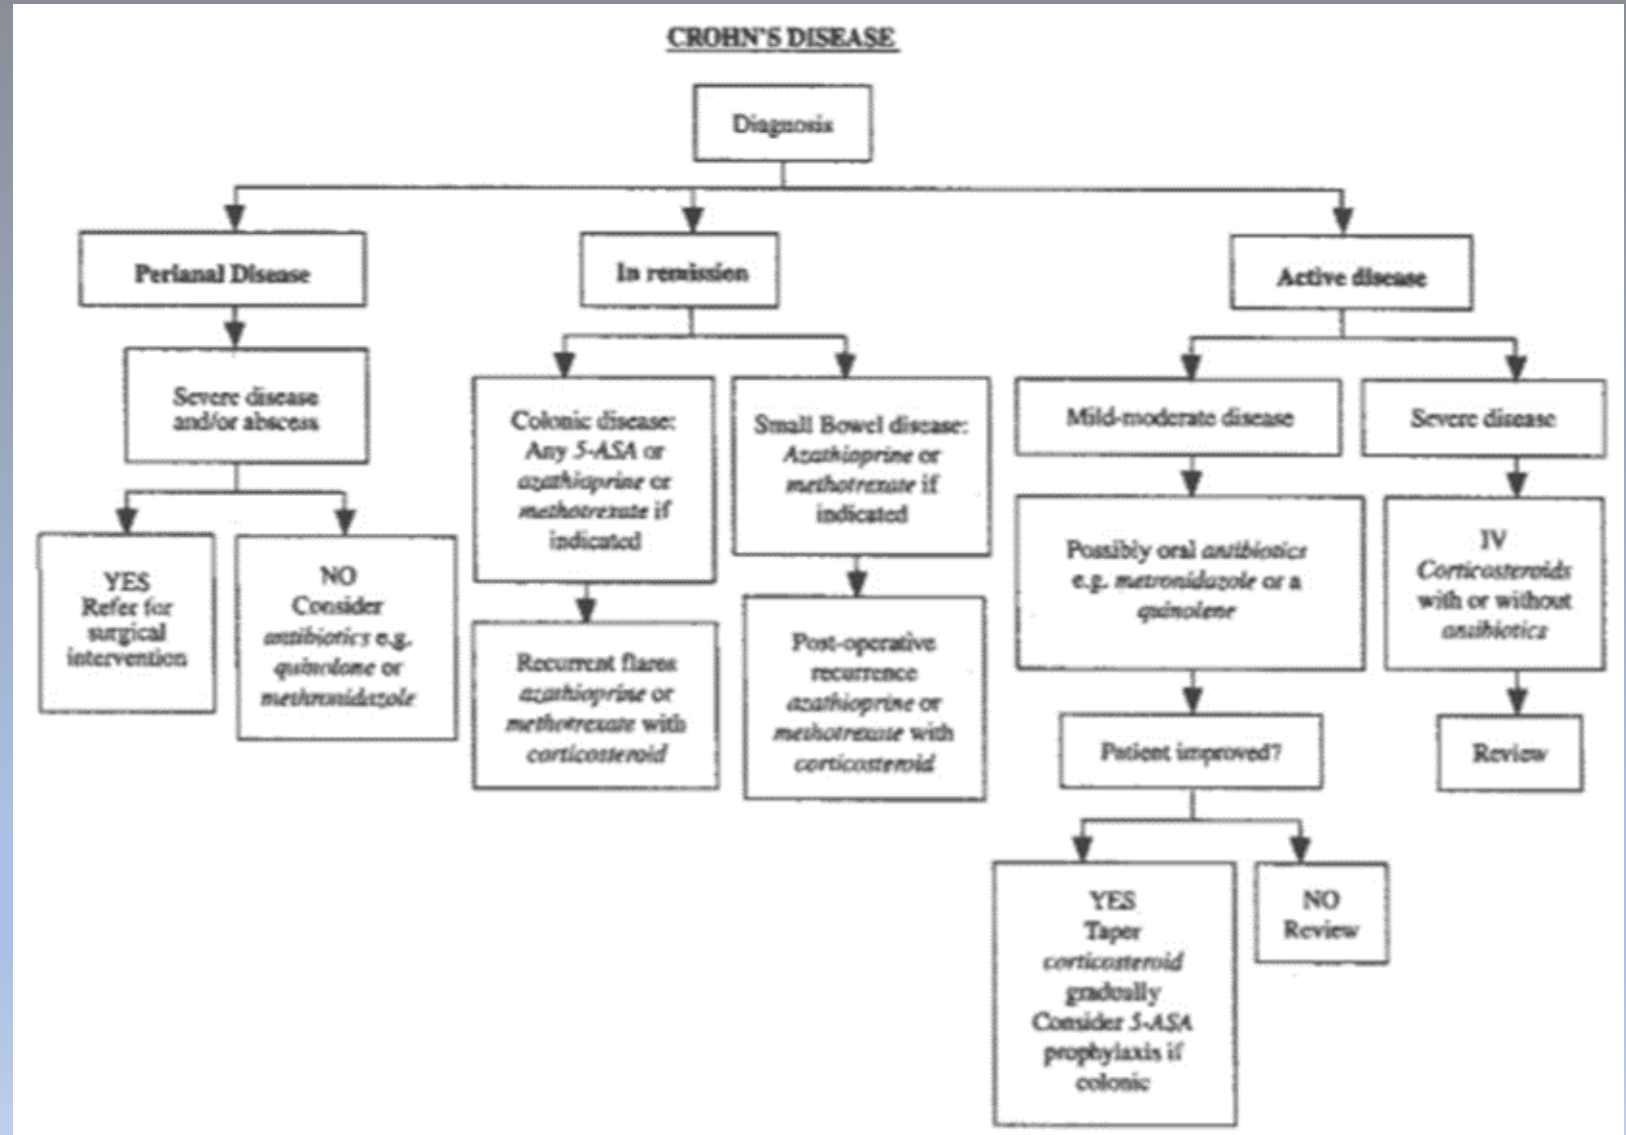 CROHN'S DISEASE
Diagnosis
Perianal Disease
In remission
Active disease
Severe disease
and/or abscess
YES
Refer for
surgical
intervention
NO
Consider
antibiotics e.g.
quinolone or
methronidazole
Colonic disease:
Any 5-ASA or
azathioprine or
methotrexate if
indicated
Recurrent flares
azathioprine or
methotrexate with
corticosteroid
Small Bowel disease:
Azathioprine or
methotrexate if
indicated
Post-operative
recurrence
azathioprine or
methotrexate with
corticosteroid
Mild-moderate disease
Possibly oral antibiotics
e.g. metronidazole or a
quinolene
Patient improved?
YES
Taper
corticosteroid
gradually
Consider 5-ASA
prophylaxis if
colonic
NO
Review
Severe disease
IV
Corticosteroids
with or without
antibiotics
Review